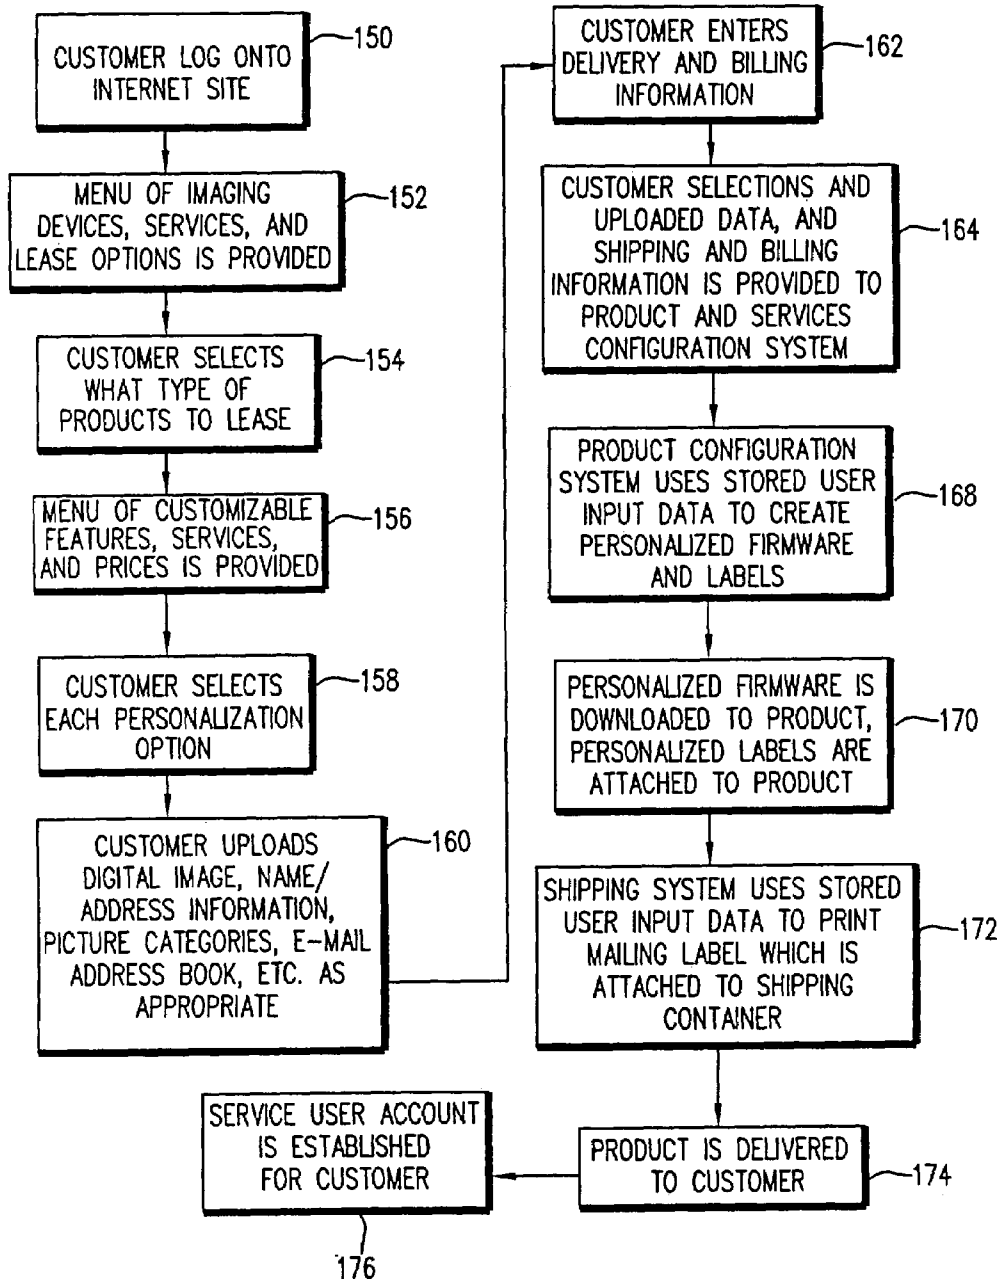 CUSTOMER LOG ONTO
INTERNET SITE
150
MENU OF IMAGING
DEVICES, SERVICES, AND
LEASE OPTIONS IS PROVIDED
152
CUSTOMER SELECTS
WHAT TYPE OF
PRODUCTS TO LEASE
154
MENU OF CUSTOMIZABLE
FEATURES, SERVICES,
AND PRICES IS PROVIDED
156
CUSTOMER SELECTS
EACH PERSONALIZATION
OPTION
158
CUSTOMER UPLOADS
DIGITAL IMAGE, NAME/
ADDRESS INFORMATION,
PICTURE CATEGORIES, E-MAIL
ADDRESS BOOK, ETC. AS
APPROPRIATE
160
CUSTOMER ENTERS
DELIVERY AND BILLING
INFORMATION
162
CUSTOMER SELECTIONS AND
UPLOADED DATA, AND
SHIPPING AND BILLING
INFORMATION IS PROVIDED TO
PRODUCT AND SERVICES
CONFIGURATION SYSTEM
164
PRODUCT CONFIGURATION
SYSTEM USES STORED USER
INPUT DATA TO CREATE
PERSONALIZED FIRMWARE
AND LABELS
168
PERSONALIZED FIRMWARE IS
DOWNLOADED TO PRODUCT,
PERSONALIZED LABELS ARE
ATTACHED TO PRODUCT
170
SHIPPING SYSTEM USES STORED
USER INPUT DATA TO PRINT
MAILING LABEL WHICH IS
ATTACHED TO SHIPPING
CONTAINER
172
PRODUCT IS DELIVERED
TO CUSTOMER
174
SERVICE USER ACCOUNT
IS ESTABLISHED
FOR CUSTOMER
176